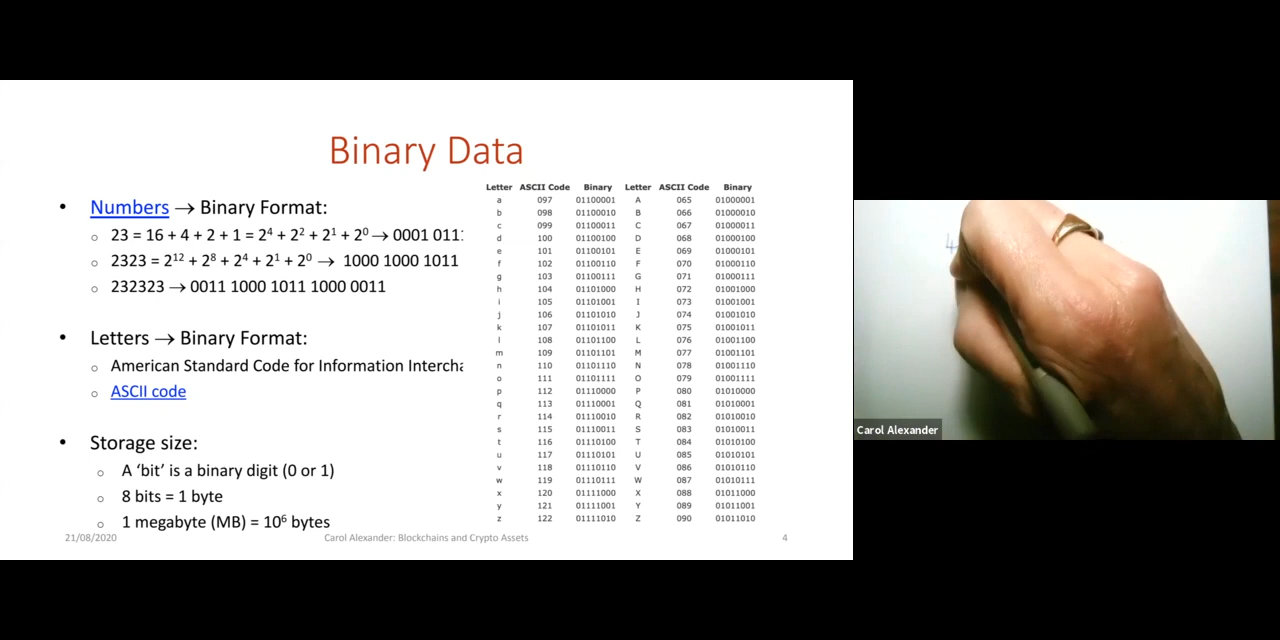 Binary Data
• Numbers → Binary Format:
o 23 = 16 + 4 + 2 + 1 = 2⁴ + 2² + 2¹ + 2⁰ → 0001 011
o 2323 = 2¹² + 2⁸ + 2⁴ + 2¹ + 2⁰ → 1000 1000 1011
o 232323 → 0011 1000 1011 1000 0011
• Letters → Binary Format:
o American Standard Code for Information Intercha
o ASCII code
• Storage size:
o A ‘bit’ is a binary digit (0 or 1)
o 8 bits = 1 byte
o 1 megabyte (MB) = 10⁶ bytes
Letter ASCII Code Binary Letter ASCII Code Binary
a 097 01100001 A 065 01000001
b 098 01100010 B 066 01000010
c 099 01100011 C 067 01000011
d 100 01100100 D 068 01000100
e 101 01100101 E 069 01000101
f 102 01100110 F 070 01000110
g 103 01100111 G 071 01000111
h 104 01101000 H 072 01001000
i 105 01101001 I 073 01001001
j 106 01101010 J 074 01001010
k 107 01101011 K 075 01001011
l 108 01101100 L 076 01001100
m 109 01101101 M 077 01001101
n 110 01101110 N 078 01001110
o 111 01101111 O 079 01001111
p 112 01110000 P 080 01010000
q 113 01110001 Q 081 01010001
r 114 01110010 R 082 01010010
s 115 01110011 S 083 01010011
t 116 01110100 T 084 01010100
u 117 01110101 U 085 01010101
v 118 01110110 V 086 01010110
w 119 01110111 W 087 01010111
x 120 01111000 X 088 01011000
y 121 01111001 Y 089 01011001
z 122 01111010 Z 090 01011010
21/08/2020 Carol Alexander: Blockchains and Crypto Assets 4
Carol Alexander